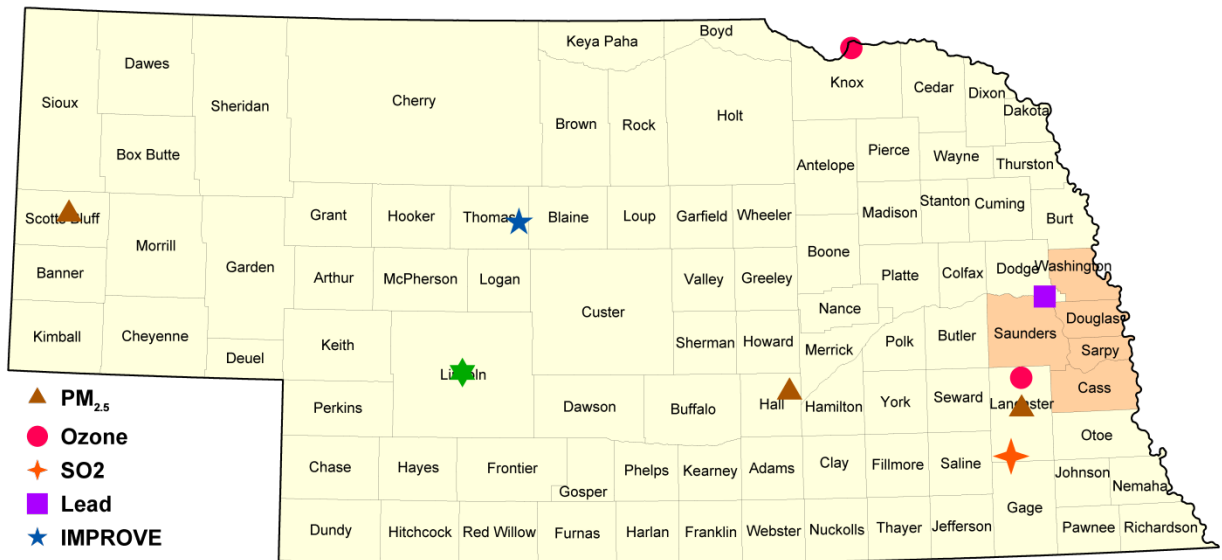 Boyd
Keya Paha
Knox
Cedar
Dixon
Dakota
Dawes
Sioux
Sheridan
Cherry
Brown
Rock
Holt
Box Butte
Antelope
Pierce
Wayne
Thurston
Scotts Bluff
Morrill
Garden
Grant
Hooker
Thomas
Blaine
Loup
Garfield
Wheeler
Madison
Stanton
Cuming
Burt
Boone
Banner
Arthur
McPherson
Logan
Valley
Greeley
Platte
Colfax
Dodge
Washington
Nance
Custer
Kimball
Cheyenne
Deuel
Keith
Lincoln
Sherman
Howard
Merrick
Polk
Butler
Saunders
Douglas
Sarpy
Cass
Perkins
Dawson
Buffalo
Hall
Hamilton
York
Seward
Lancaster
Otoe
Chase
Hayes
Frontier
Gosper
Phelps
Kearney
Adams
Clay
Fillmore
Saline
Johnson
Nemaha
Gage
Dundy
Hitchcock
Red Willow
Furnas
Harlan
Franklin
Webster
Nuckolls
Thayer
Jefferson
Pawnee
Richardson
PM2.5
Ozone
SO2
Lead
IMPROVE